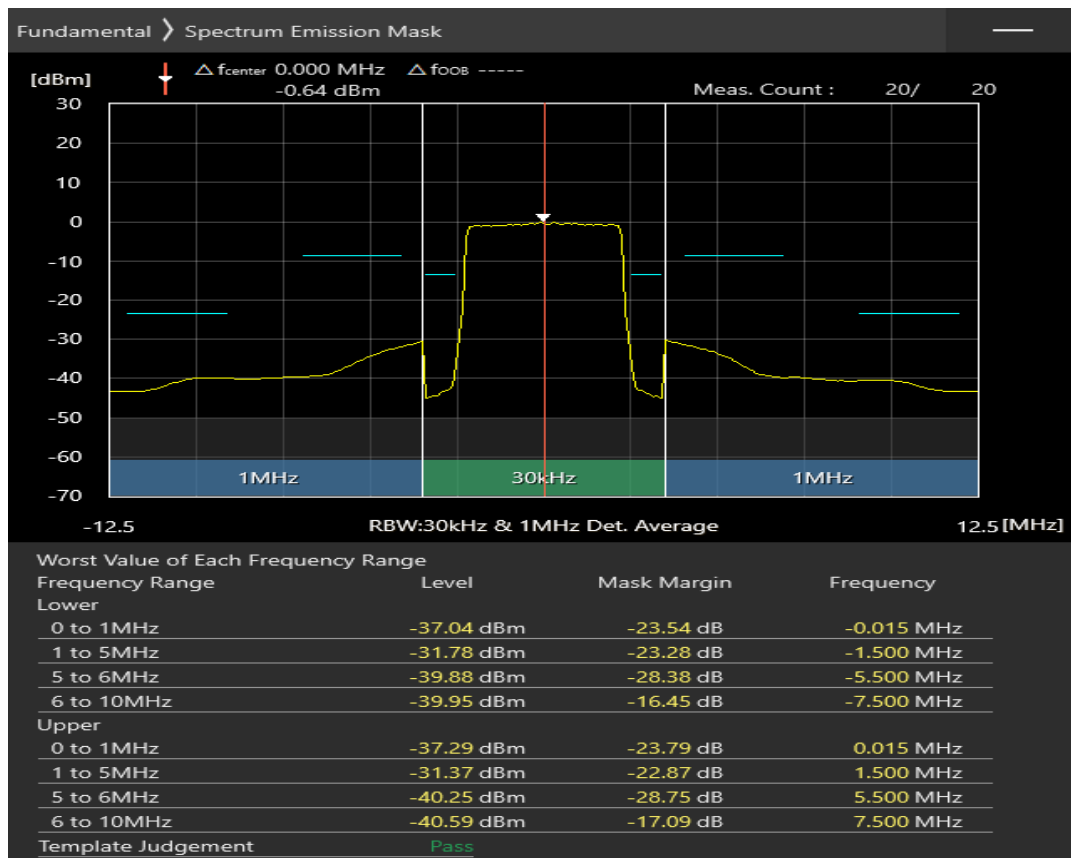 Fundamental ❯ Spectrum Emission Mask
[dBm] △ fcenter 0.000 MHz △ fOOB -----
-0.64 dBm Meas. Count : 20/ 20
30
20
10
0
-10
-20
-30
-40
-50
-60
1MHz 30kHz 1MHz
-70
-12.5 RBW:30kHz & 1MHz Det. Average 12.5 [MHz]
Worst Value of Each Frequency Range
Frequency Range Level Mask Margin Frequency
Lower
0 to 1MHz -37.04 dBm -23.54 dB -0.015 MHz
1 to 5MHz -31.78 dBm -23.28 dB -1.500 MHz
5 to 6MHz -39.88 dBm -28.38 dB -5.500 MHz
6 to 10MHz -39.95 dBm -16.45 dB -7.500 MHz
Upper
0 to 1MHz -37.29 dBm -23.79 dB 0.015 MHz
1 to 5MHz -31.37 dBm -22.87 dB 1.500 MHz
5 to 6MHz -40.25 dBm -28.75 dB 5.500 MHz
6 to 10MHz -40.59 dBm -17.09 dB 7.500 MHz
Template Judgement Pass